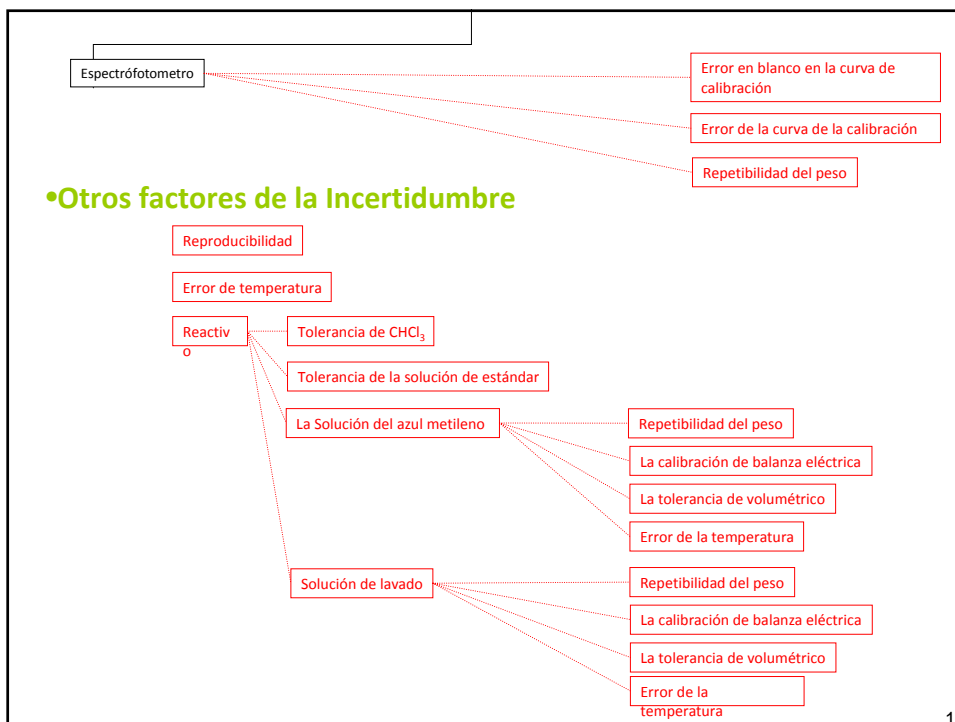 Espectrófotometro
Error en blanco en la curva de
calibración
Error de la curva de la calibración
Repetibilidad del peso
•Otros factores de la Incertidumbre
Reproducibilidad
Error de temperatura
Reactiv
o
Tolerancia de CHCl₃
Tolerancia de la solución de estándar
La Solución del azul metileno
Repetibilidad del peso
La calibración de balanza eléctrica
La tolerancia de volumétrico
Error de la temperatura
Solución de lavado
Repetibilidad del peso
La calibración de balanza eléctrica
La tolerancia de volumétrico
Error de la
temperatura
1